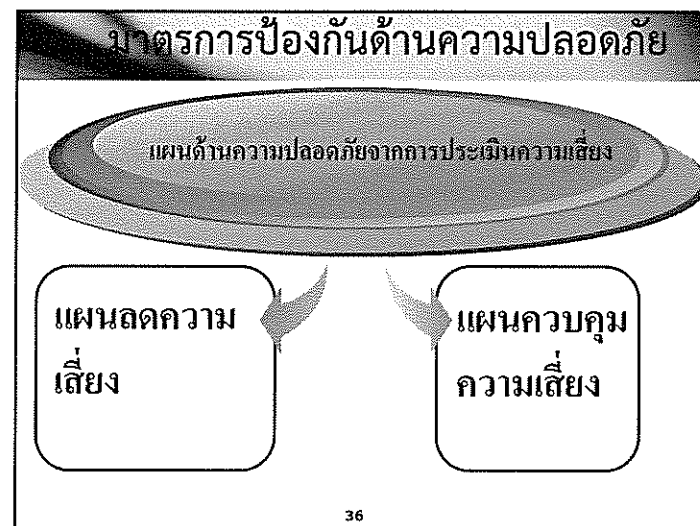 มาตรการป้องกันด้านความปลอดภัย
แผนด้านความปลอดภัยจากการประเมินความเสี่ยง
แผนลดความ
เสี่ยง
แผนควบคุม
ความเสี่ยง
36